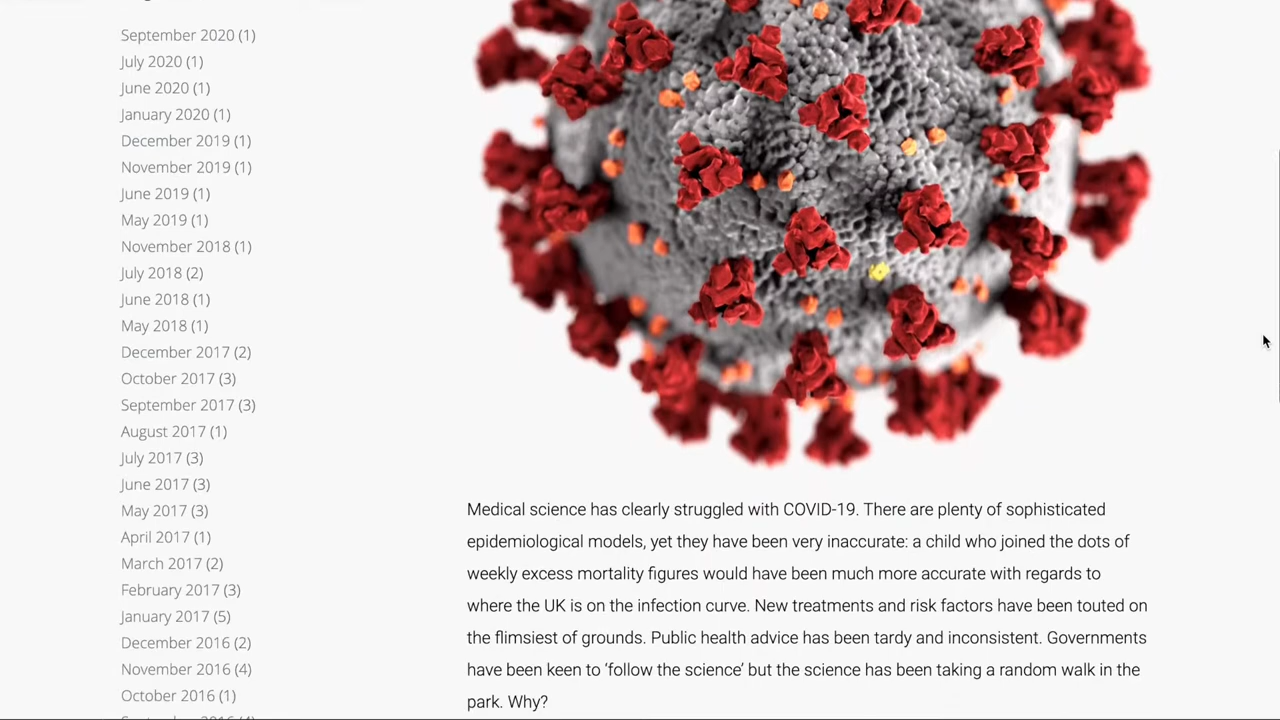 September 2020 (1)
July 2020 (1)
June 2020 (1)
January 2020 (1)
December 2019 (1)
November 2019 (1)
June 2019 (1)
May 2019 (1)
November 2018 (1)
July 2018 (2)
June 2018 (1)
May 2018 (1)
December 2017 (2)
October 2017 (3)
September 2017 (3)
August 2017 (1)
July 2017 (3)
June 2017 (3)
May 2017 (3)
April 2017 (1)
March 2017 (2)
February 2017 (3)
January 2017 (5)
December 2016 (2)
November 2016 (4)
October 2016 (1)
Medical science has clearly struggled with COVID-19. There are plenty of sophisticated
epidemiological models, yet they have been very inaccurate: a child who joined the dots of
weekly excess mortality figures would have been much more accurate with regards to
where the UK is on the infection curve. New treatments and risk factors have been touted on
the flimsiest of grounds. Public health advice has been tardy and inconsistent. Governments
have been keen to ‘follow the science’ but the science has been taking a random walk in the
park. Why?